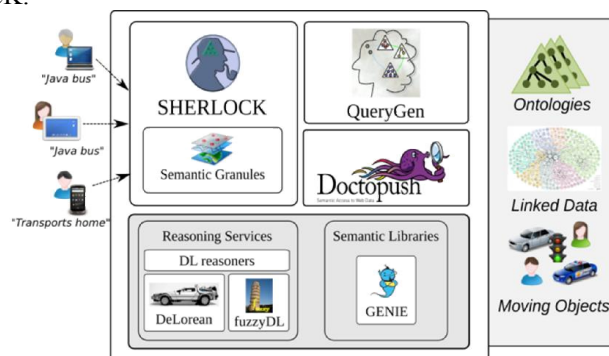 ck.
"Java bus"
"Java bus"
"Transports home"
SHERLOCK
Semantic Granules
QueryGen
Doctopush
Semantic Access to Web Data
Reasoning Services
DL reasoners
DeLorean
fuzzyDL
Semantic Libraries
GENIE
Ontologies
Linked Data
Moving Objects